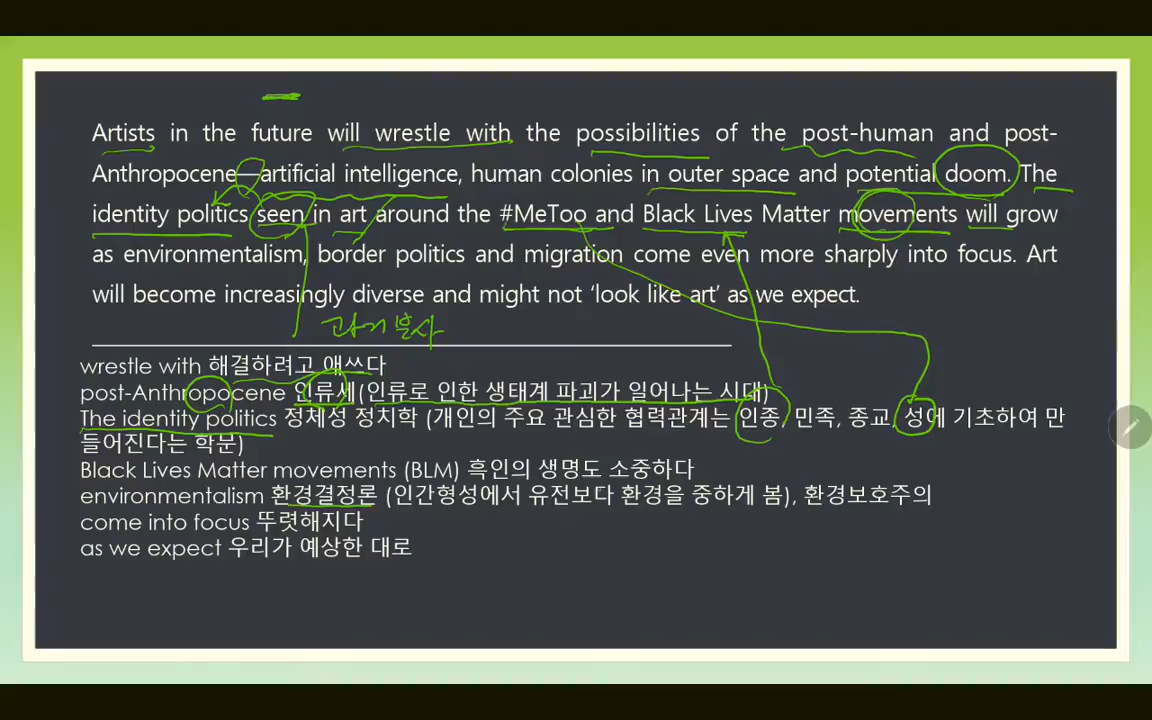 Artists in the future will wrestle with the possibilities of the post-human and post-
Anthropocene—artificial intelligence, human colonies in outer space and potential doom. The
identity politics seen in art around the #MeToo and Black Lives Matter movements will grow
as environmentalism, border politics and migration come even more sharply into focus. Art
will become increasingly diverse and might not ‘look like art’ as we expect.
과거분사
wrestle with 해결하려고 애쓰다
post-Anthropocene 인류세(인류로 인한 생태계 파괴가 일어나는 시대)
The identity politics 정체성 정치학 (개인의 주요 관심한 협력관계는 인종, 민족, 종교, 성에 기초하여 만
들어진다는 학분)
Black Lives Matter movements (BLM) 흑인의 생명도 소중하다
environmentalism 환경결정론 (인간형성에서 유전보다 환경을 중하게 봄), 환경보호주의
come into focus 뚜렷해지다
as we expect 우리가 예상한 대로